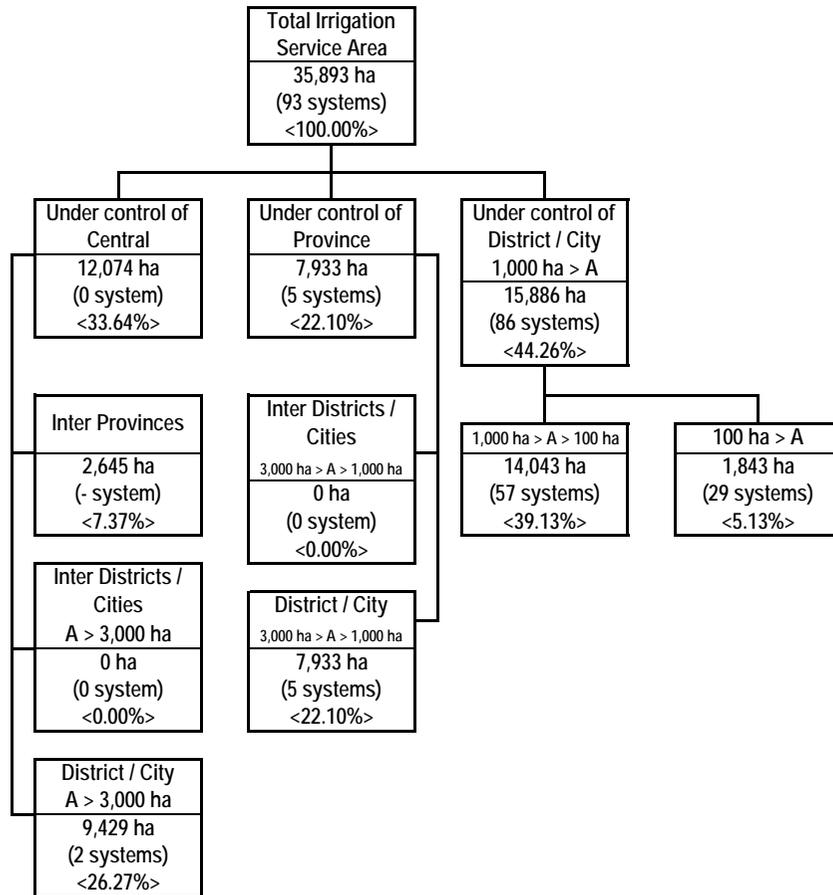 Total Irrigation
Service Area
35,893 ha
(93 systems)
<100.00%>
Under control of
Central
12,074 ha
(0 system)
<33.64%>
Under control of
Province
7,933 ha
(5 systems)
<22.10%>
Under control of
District / City
1,000 ha > A
15,886 ha
(86 systems)
<44.26%>
Inter Provinces
2,645 ha
(- system)
<7.37%>
Inter Districts /
Cities
3,000 ha > A > 1,000 ha
0 ha
(0 system)
<0.00%>
1,000 ha > A > 100 ha
14,043 ha
(57 systems)
<39.13%>
100 ha > A
1,843 ha
(29 systems)
<5.13%>
Inter Districts /
Cities
A > 3,000 ha
0 ha
(0 system)
<0.00%>
District / City
3,000 ha > A > 1,000 ha
7,933 ha
(5 systems)
<22.10%>
District / City
A > 3,000 ha
9,429 ha
(2 systems)
<26.27%>